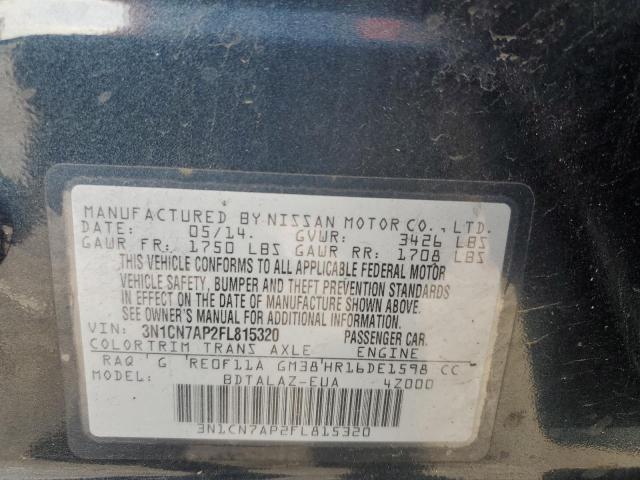 MANUFACTURED BY NISSAN MOTOR CO., LTD.
DATE: 05/14. GVWR: 3426 LBS
GAWR FR: 1750 LBS GAWR RR: 1708 LBS
THIS VEHICLE CONFORMS TO ALL APPLICABLE FEDERAL MOTOR
VEHICLE SAFETY, BUMPER AND THEFT PREVENTION STANDARDS
IN EFFECT ON THE DATE OF MANUFACTURE SHOWN ABOVE.
SEE OWNER'S MANUAL FOR ADDITIONAL INFORMATION
VIN: 3N1CN7AP2FL815320 PASSENGER CAR.
COLOR TRIM TRANS AXLE ENGINE
RAQ G RE0F11A GM38 HR16DE1598 CC
MODEL: BDTALAZ-EUA 4Z000
3N1CN7AP2FL815320